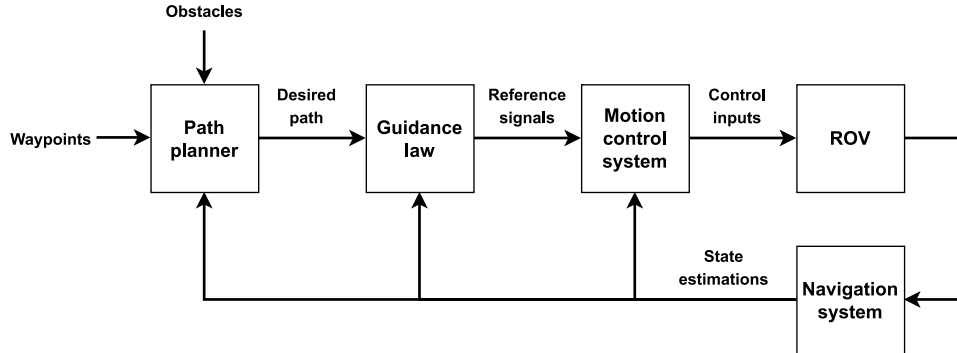 Obstacles
Waypoints
Path
planner
Desired
path
Guidance
law
Reference
signals
Motion
control
system
Control
inputs
ROV
State
estimations
Navigation
system